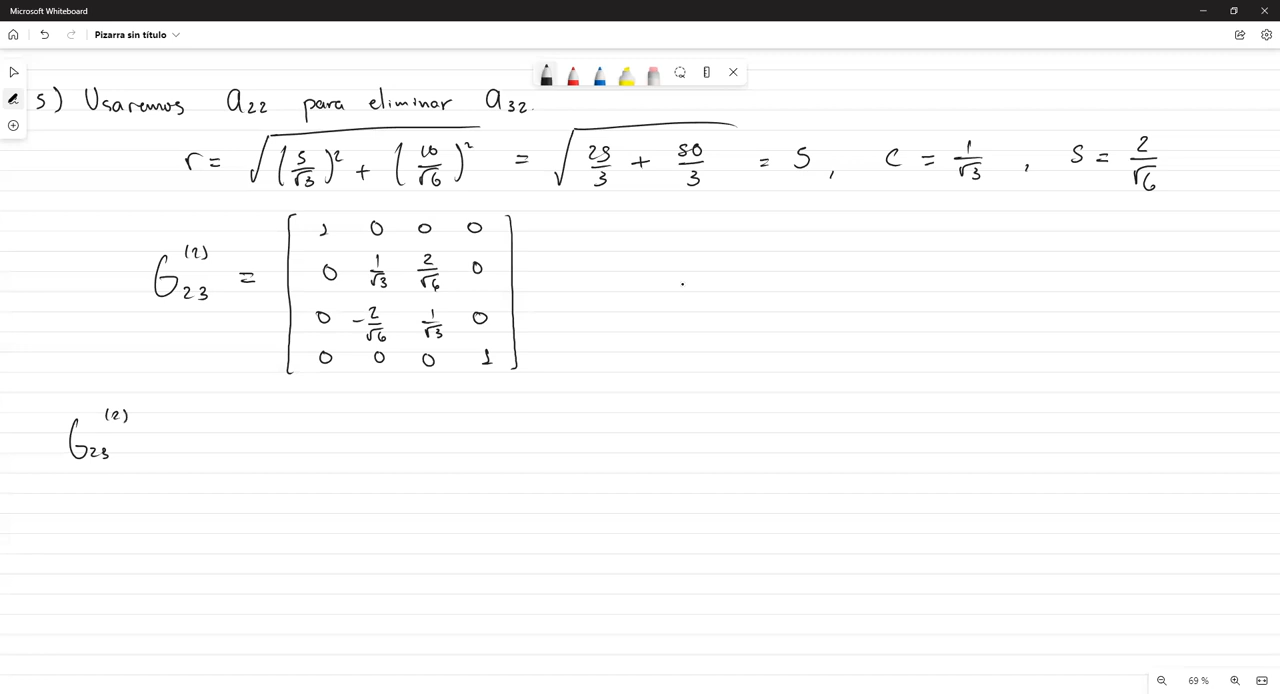 Microsoft Whiteboard
Pizarra sin título
5) Usaremos a₂₂ para eliminar a₃₂.
r = √((5/√3)² + (10/√6)²) = √(25/3 + 50/3) = 5, c = 1/√3, s = 2/√6
G₂₃⁽²⁾ = [
1 0 0 0
0 1/√3 2/√6 0
0 -2/√6 1/√3 0
0 0 0 1
]
G₂₃⁽²⁾
69 %